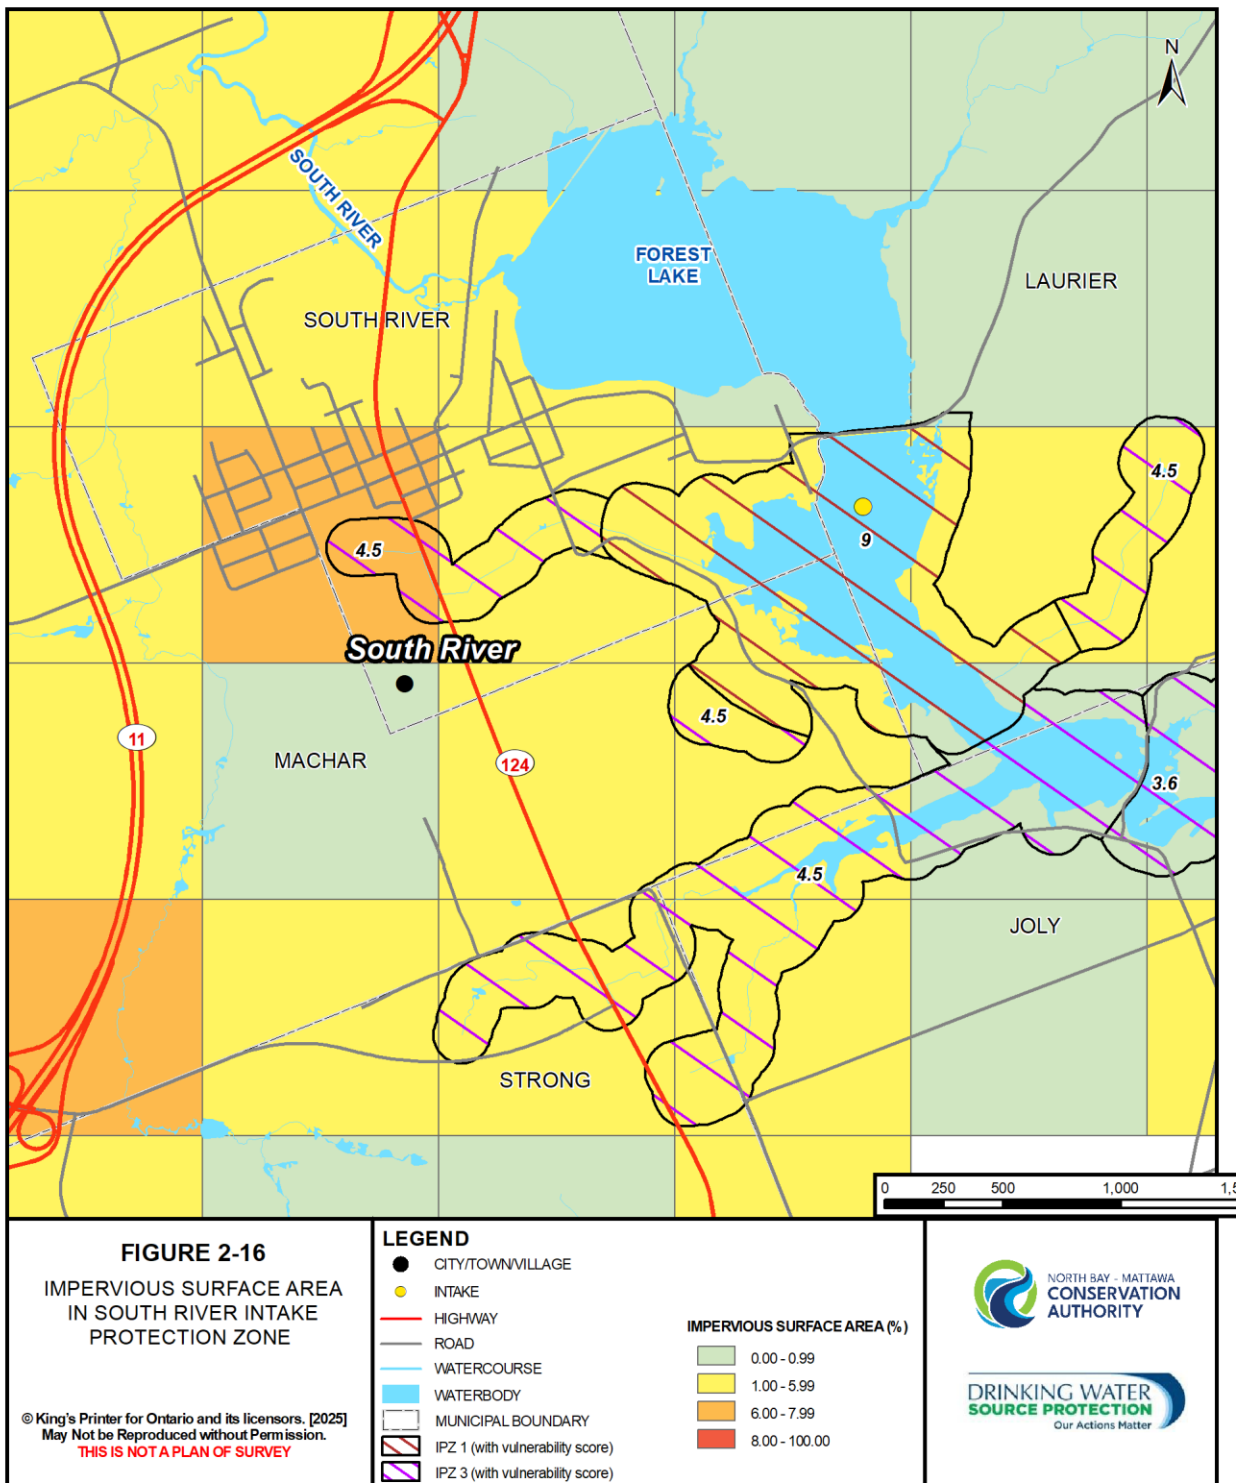 N
SOUTH RIVER
FOREST
LAKE
LAURIER
SOUTH RIVER
4.5
9
4.5
South River
4.5
11
MACHAR
124
3.6
4.5
JOLY
STRONG
0 250 500 1,000 1,5
FIGURE 2-16
IMPERVIOUS SURFACE AREA
IN SOUTH RIVER INTAKE
PROTECTION ZONE
© King's Printer for Ontario and its licensors. [2025]
May Not be Reproduced without Permission.
THIS IS NOT A PLAN OF SURVEY
LEGEND
CITY/TOWN/VILLAGE
INTAKE
HIGHWAY
ROAD
WATERCOURSE
WATERBODY
MUNICIPAL BOUNDARY
IPZ 1 (with vulnerability score)
IPZ 3 (with vulnerability score)
IMPERVIOUS SURFACE AREA (%)
0.00 - 0.99
1.00 - 5.99
6.00 - 7.99
8.00 - 100.00
NORTH BAY - MATTAWA
CONSERVATION
AUTHORITY
DRINKING WATER
SOURCE PROTECTION
Our Actions Matter